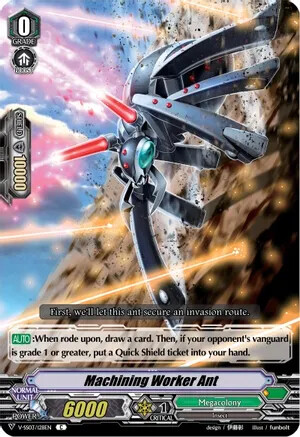 0
GRADE
BOOST
10000
First, we'll let this ant secure an invasion route.
AUTO:When rode upon, draw a card. Then, if your opponent's vanguard
is grade 1 or greater, put a Quick Shield ticket into your hand.
Machining Worker Ant
NORMAL
UNIT
Megacolony
Insect
V-SS07/128EN C
POWER
6000
1
CRITICAL
design / 伊藤彰 illust / funbolt